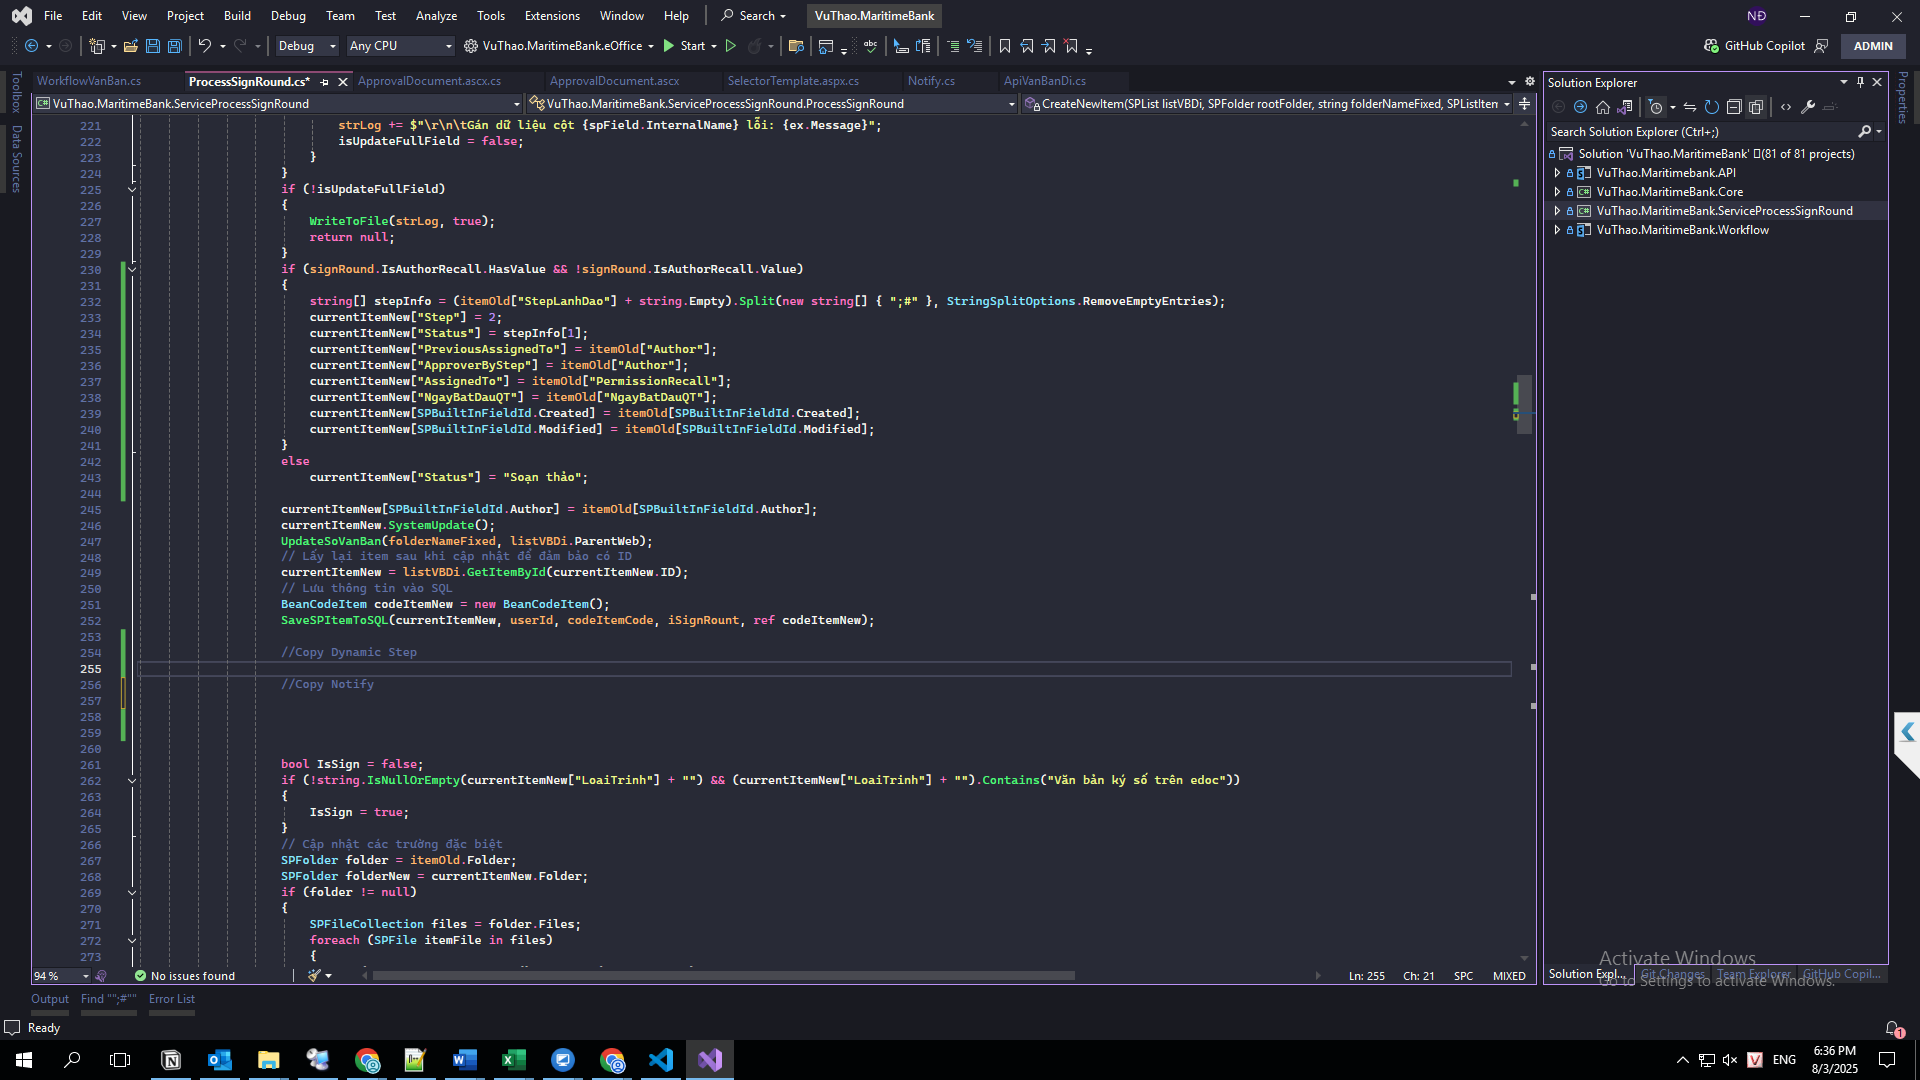 File Edit View Project Build Debug Team Test Analyze Tools Extensions Window Help Search VuThao.MaritimeBank NĐ
Debug Any CPU VuThao.MaritimeBank.eOffice Start GitHub Copilot ADMIN
WorkflowVanBan.cs ProcessSignRound.cs* ApprovalDocument.ascx.cs ApprovalDocument.ascx SelectorTemplate.aspx.cs Notify.cs ApiVanBanDi.cs
VuThao.MaritimeBank.ServiceProcessSignRound VuThao.MaritimeBank.ServiceProcessSignRound.ProcessSignRound CreateNewItem(SPList listVBDi, SPFolder rootFolder, string folderNameFixed, SPListIten
Toolbox
Data Sources
221 strLog += $"\r\n\tGán dữ liệu cột {spField.InternalName} lỗi: {ex.Message}";
222 isUpdateFullField = false;
223 }
224 }
225 if (!isUpdateFullField)
226 {
227 WriteToFile(strLog, true);
228 return null;
229 }
230 if (signRound.IsAuthorRecall.HasValue && !signRound.IsAuthorRecall.Value)
231 {
232 string[] stepInfo = (itemOld["StepLanhDao"] + string.Empty).Split(new string[] { ";#" }, StringSplitOptions.RemoveEmptyEntries);
233 currentItemNew["Step"] = 2;
234 currentItemNew["Status"] = stepInfo[1];
235 currentItemNew["PreviousAssignedTo"] = itemOld["Author"];
236 currentItemNew["ApproverByStep"] = itemOld["Author"];
237 currentItemNew["AssignedTo"] = itemOld["PermissionRecall"];
238 currentItemNew["NgayBatDauQT"] = itemOld["NgayBatDauQT"];
239 currentItemNew[SPBuiltInFieldId.Created] = itemOld[SPBuiltInFieldId.Created];
240 currentItemNew[SPBuiltInFieldId.Modified] = itemOld[SPBuiltInFieldId.Modified];
241 }
242 else
243 currentItemNew["Status"] = "Soạn thảo";
244
245 currentItemNew[SPBuiltInFieldId.Author] = itemOld[SPBuiltInFieldId.Author];
246 currentItemNew.SystemUpdate();
247 UpdateSoVanBan(folderNameFixed, listVBDi.ParentWeb);
248 // Lấy lại item sau khi cập nhật để đảm bảo có ID
249 currentItemNew = listVBDi.GetItemById(currentItemNew.ID);
250 // Lưu thông tin vào SQL
251 BeanCodeItem codeItemNew = new BeanCodeItem();
252 SaveSPItemToSQL(currentItemNew, userId, codeItemCode, iSignRount, ref codeItemNew);
253
254 //Copy Dynamic Step
255
256 //Copy Notify
257
258
259
260
261 bool IsSign = false;
262 if (!string.IsNullOrEmpty(currentItemNew["LoaiTrinh"] + "") && (currentItemNew["LoaiTrinh"] + "").Contains("Văn bản ký số trên edoc"))
263 {
264 IsSign = true;
265 }
266 // Cập nhật các trường đặc biệt
267 SPFolder folder = itemOld.Folder;
268 SPFolder folderNew = currentItemNew.Folder;
269 if (folder != null)
270 {
271 SPFileCollection files = folder.Files;
272 foreach (SPFile itemFile in files)
273 {
94 % No issues found Ln: 255 Ch: 21 SPC MIXED
Solution Explorer
Search Solution Explorer (Ctrl+;)
Solution 'VuThao.MaritimeBank' (81 of 81 projects)
VuThao.Maritimebank.API
VuThao.MaritimeBank.Core
VuThao.MaritimeBank.ServiceProcessSignRound
VuThao.MaritimeBank.Workflow
Properties
Solution Expl... Git Changes Team Explorer GitHub Copil...
Activate Windows
Go to Settings to activate Windows.
Output Find "";#"" Error List
Ready 1
V ENG 6:36 PM
8/3/2025